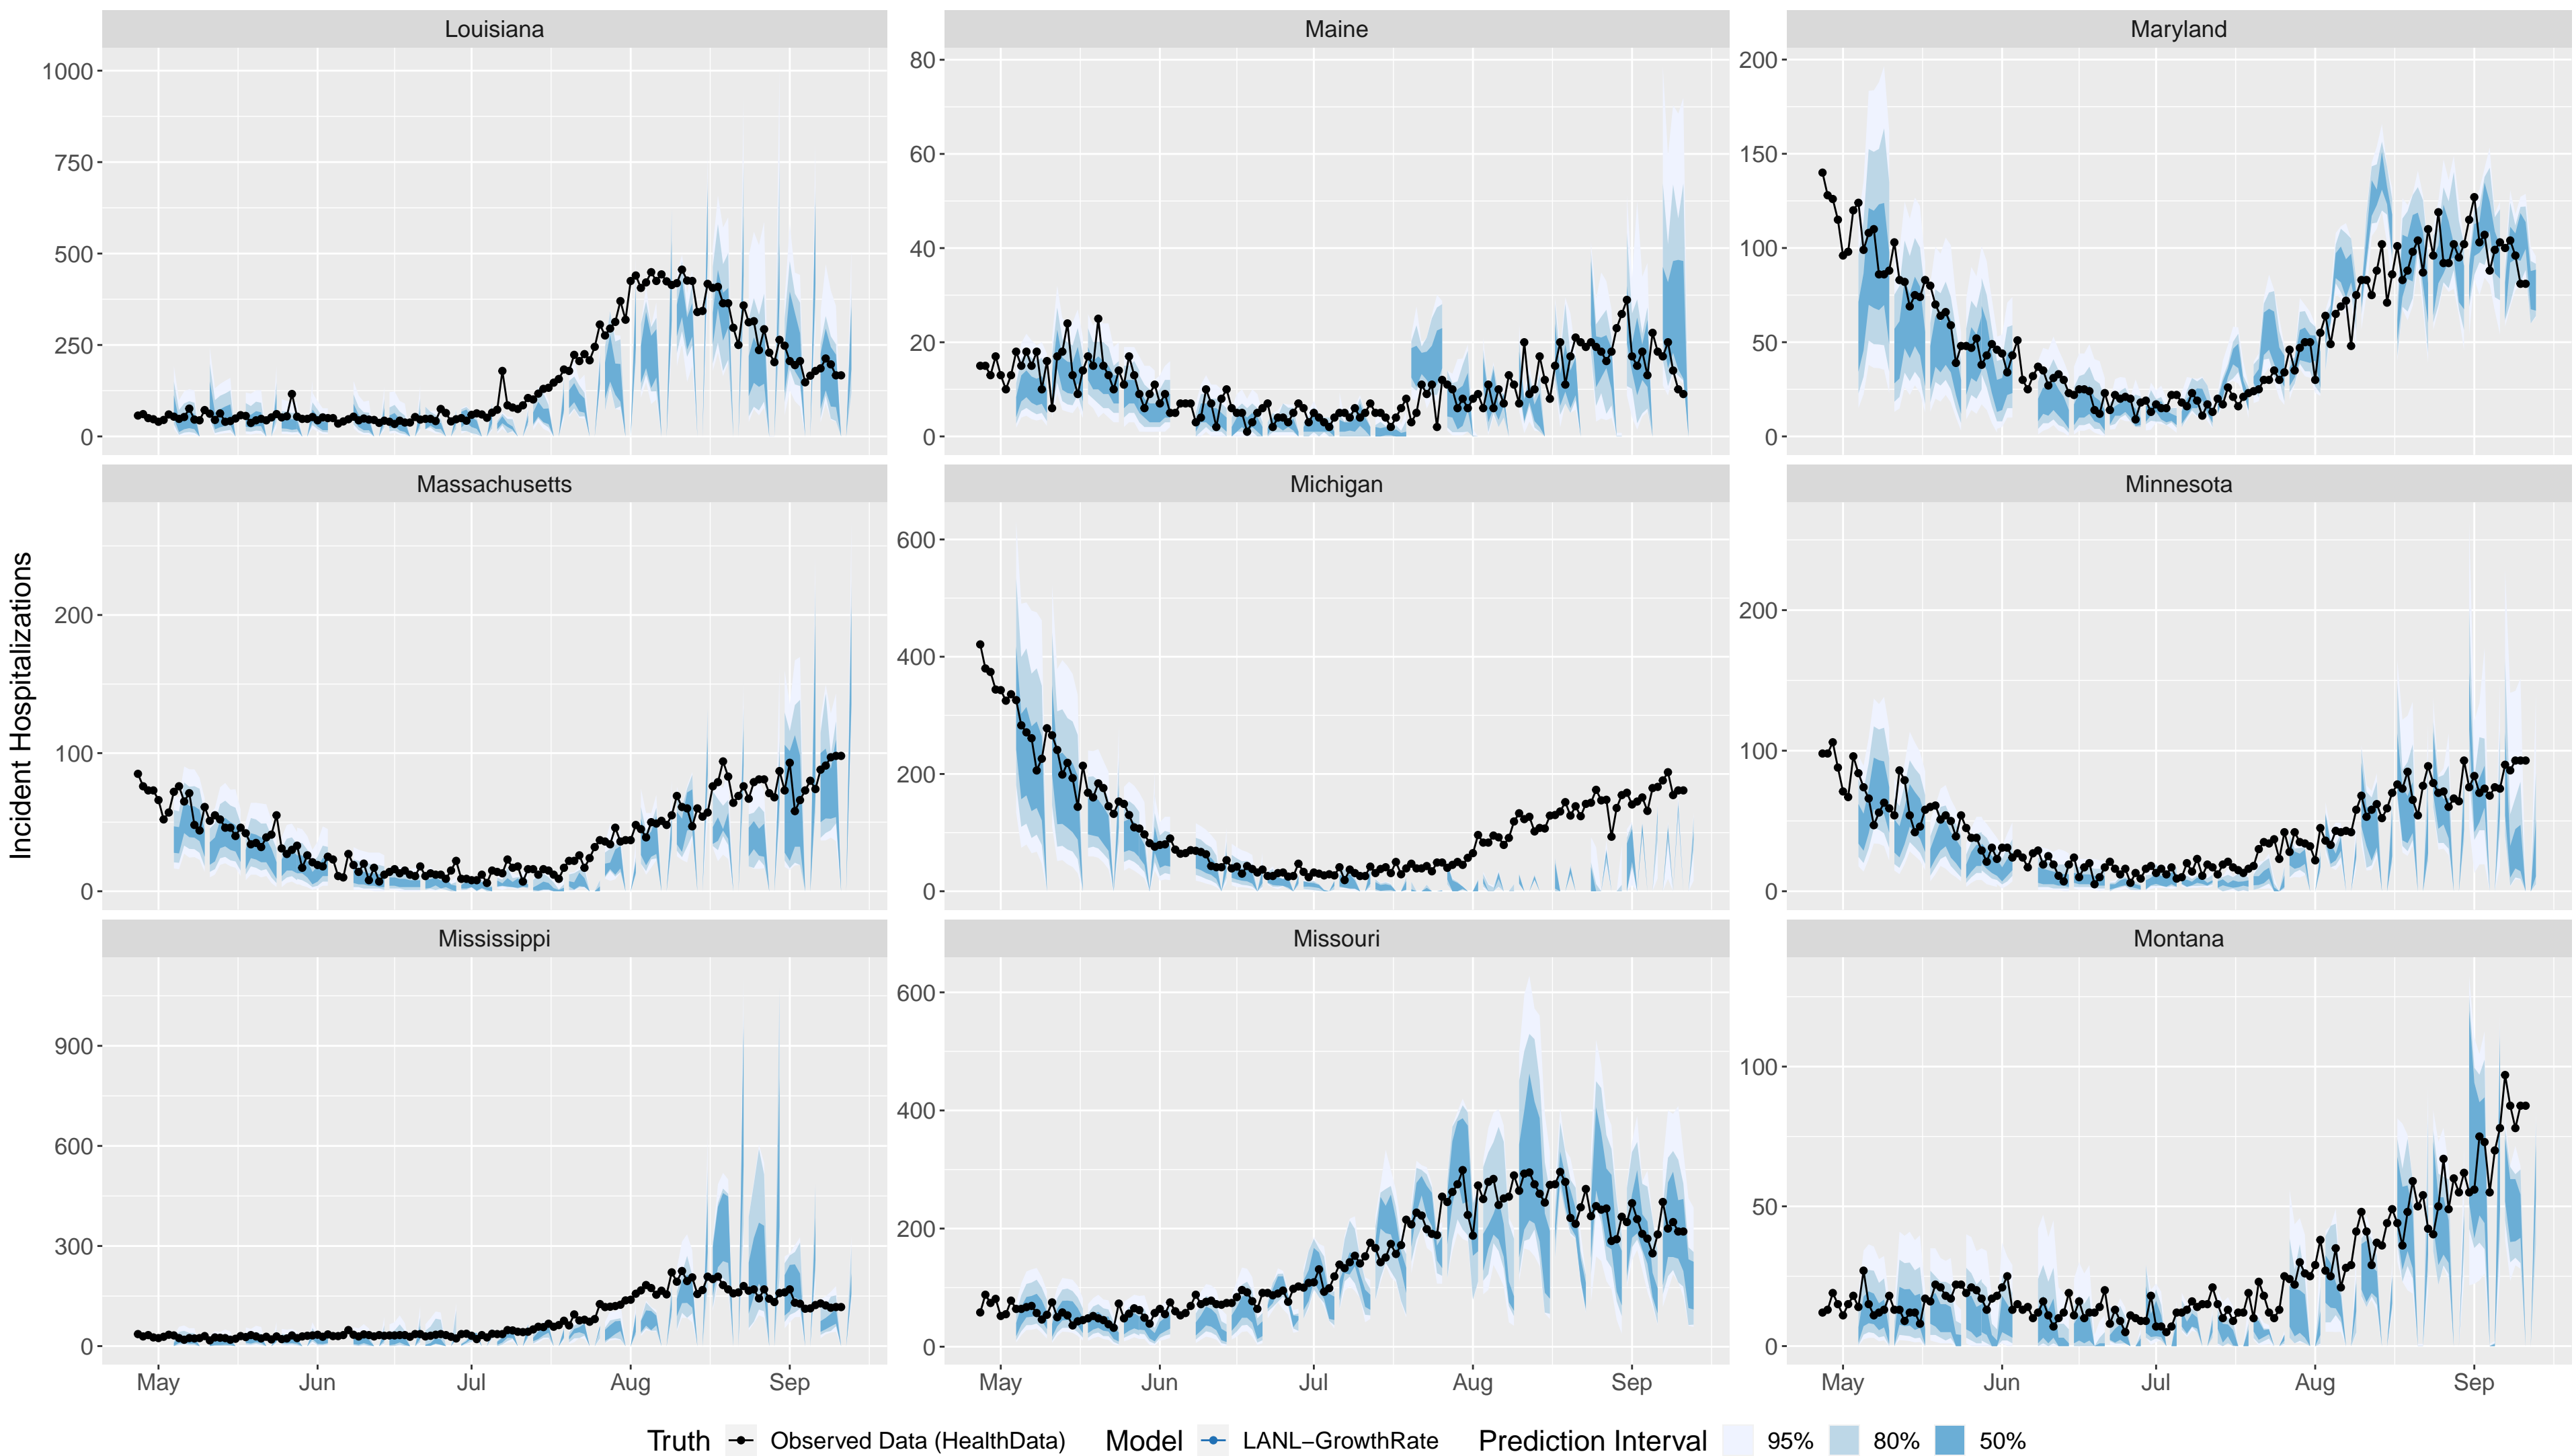 Louisiana
Maine
Maryland
1000
750
500
250
0
80
60
40
20
0
200
150
100
50
0
Massachusetts
Michigan
Minnesota
Incident Hospitalizations
200
100
0
600
400
200
0
200
100
0
Mississippi
Missouri
Montana
900
600
300
0
600
400
200
0
100
50
0
May Jun Jul Aug Sep
May Jun Jul Aug Sep
May Jun Jul Aug Sep
Truth Observed Data (HealthData) Model LANL−GrowthRate Prediction Interval 95% 80% 50%